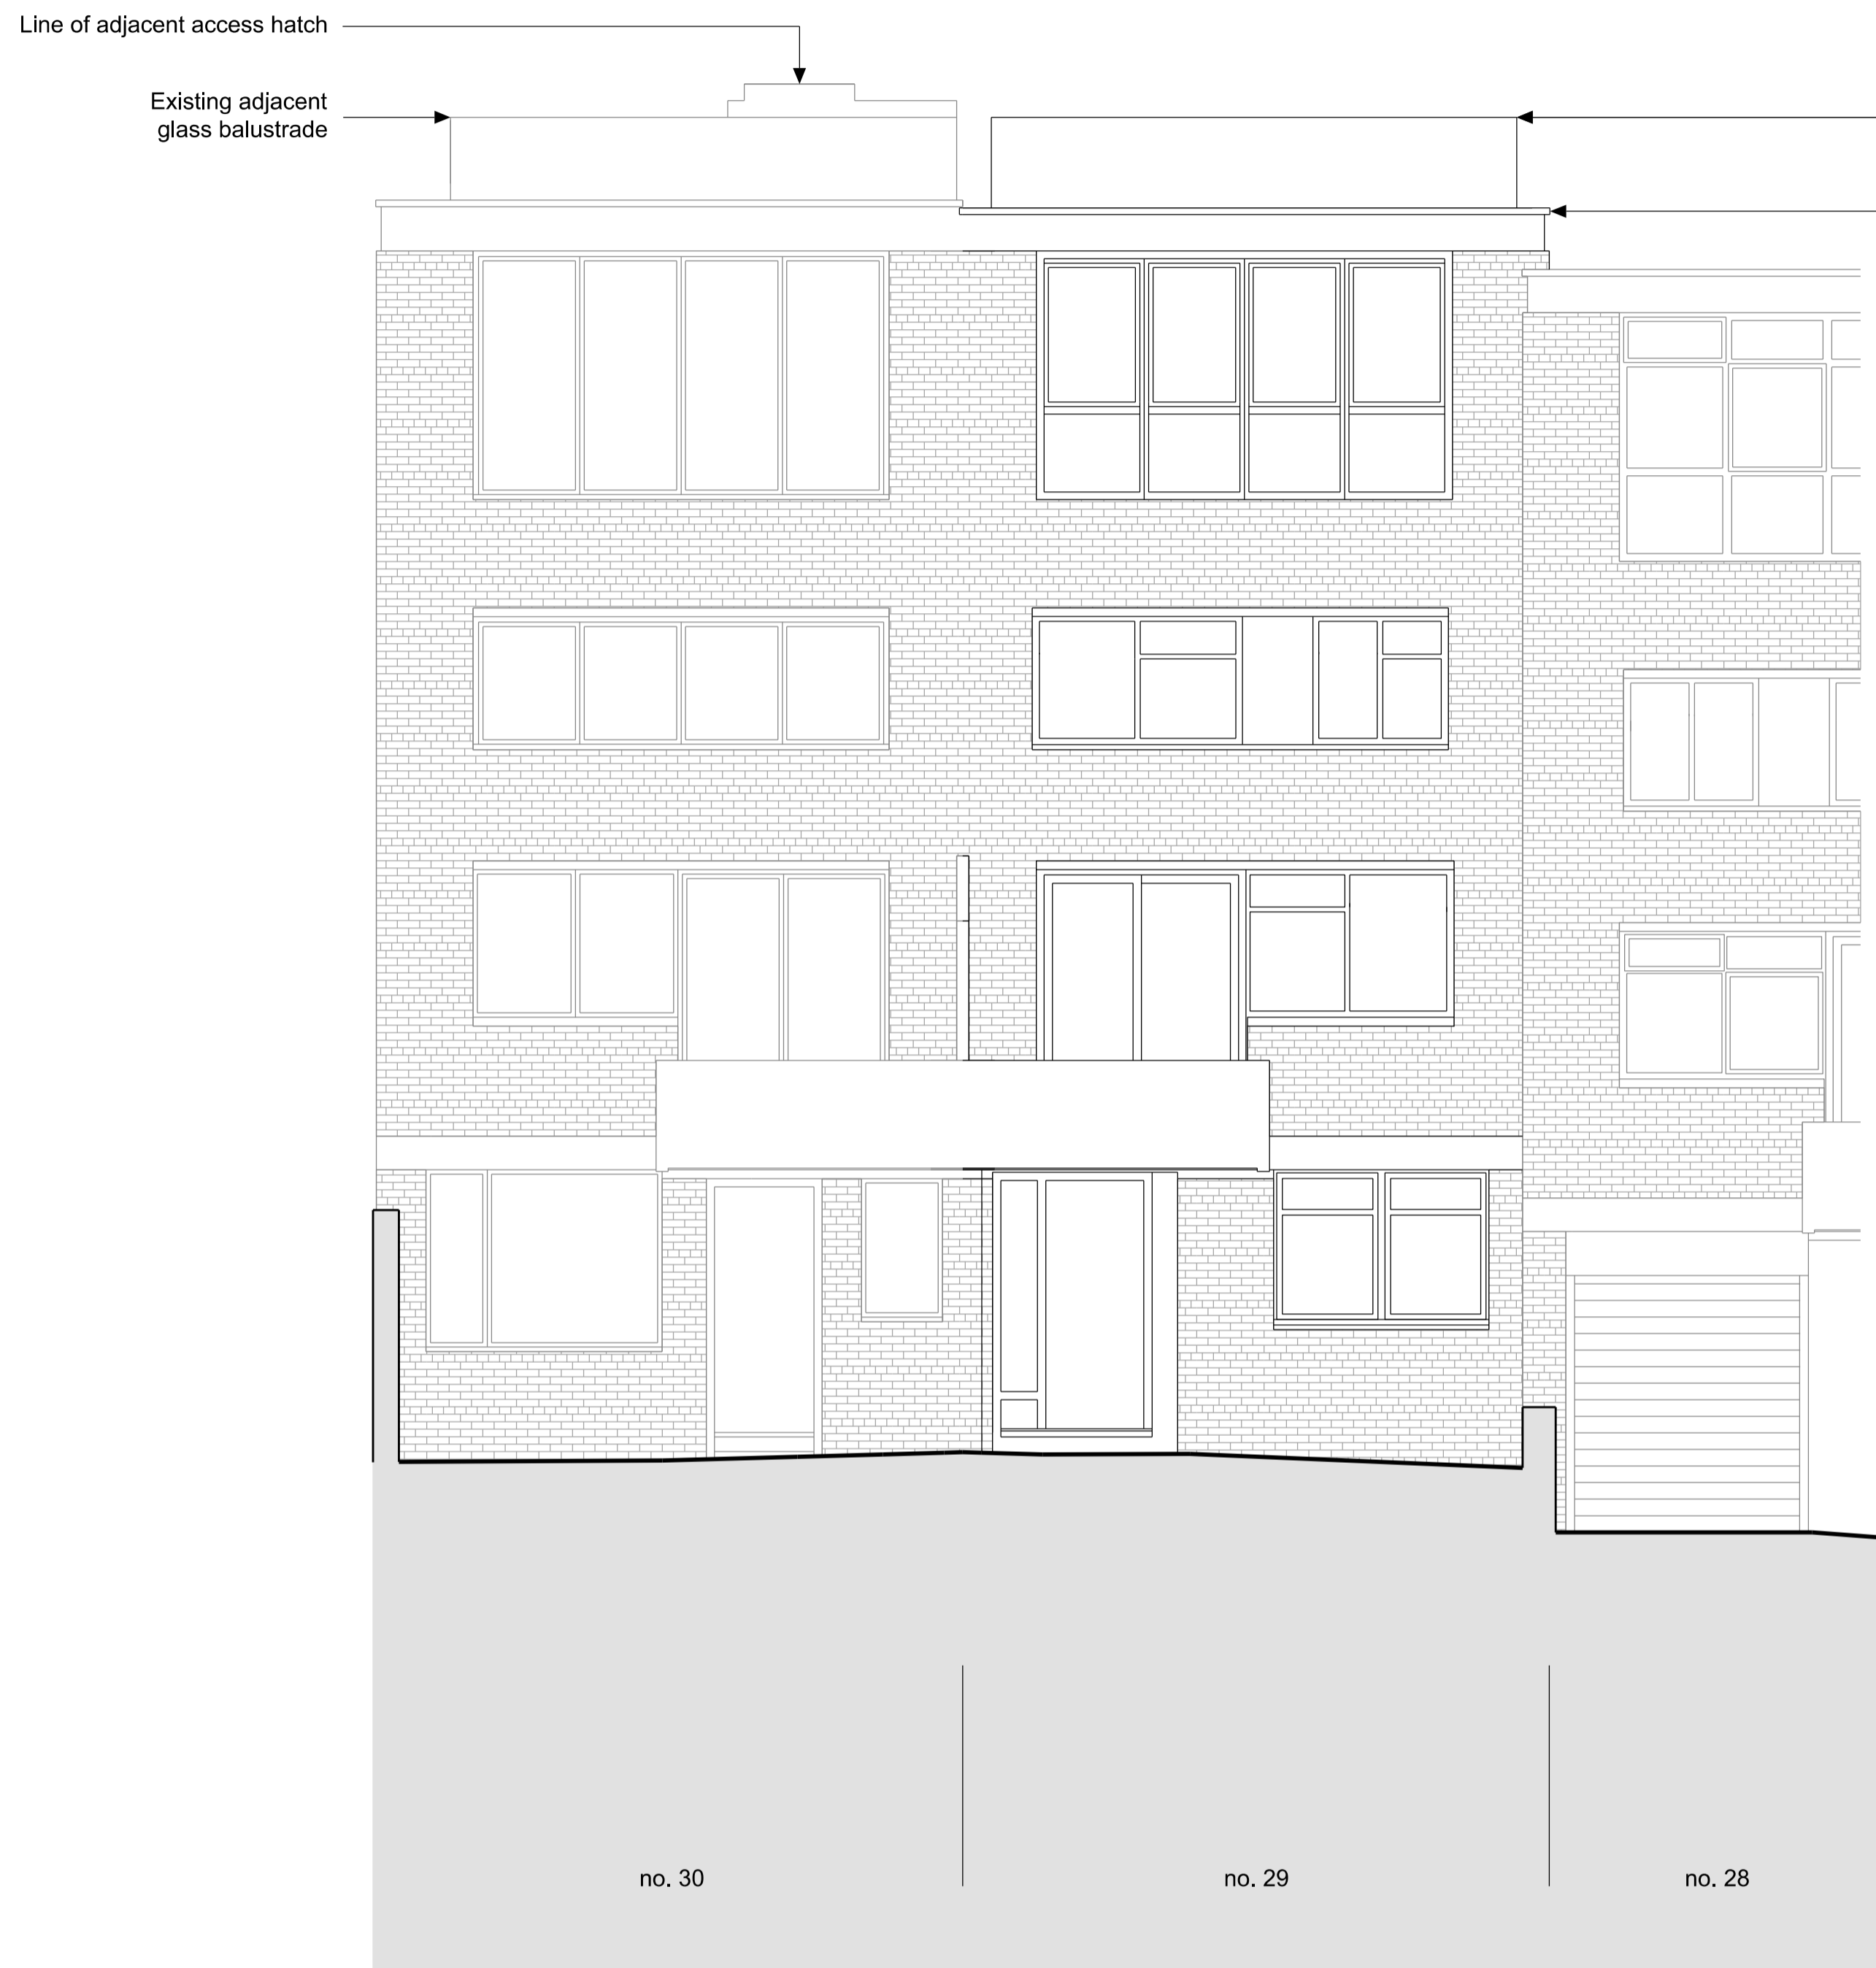 Line of adjacent access hatch
Existing adjacent
glass balustrade
no. 30
no. 29
no. 28